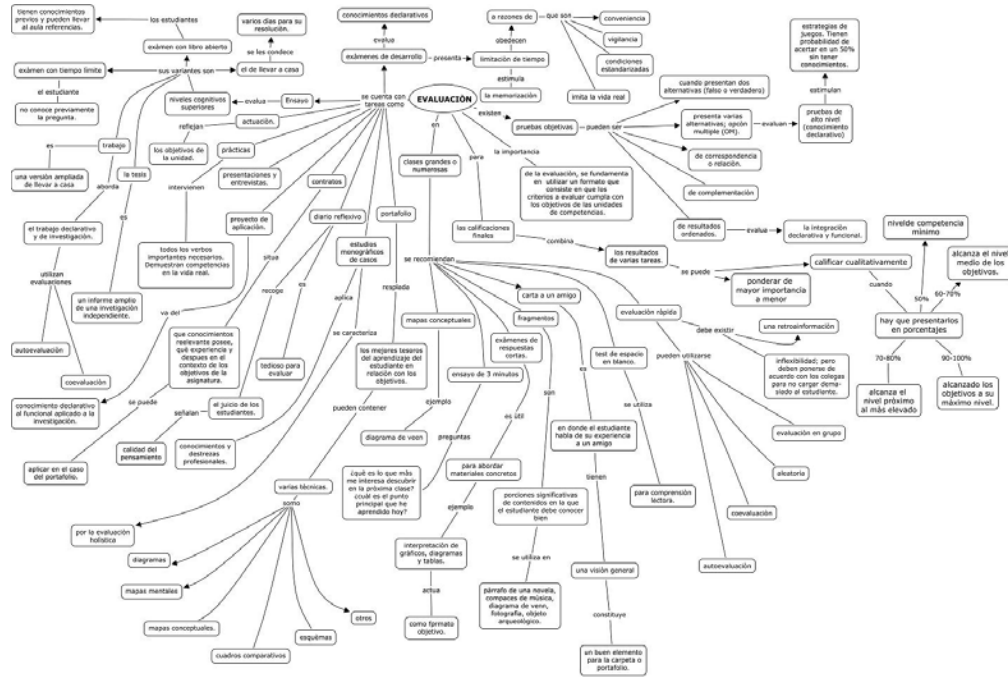 tienen conocimientos
previos y pueden llevar
al aula referencias.
los estudiantes
exámen con libro abierto
varios días para su
resolución.
se les condece
exámen con tiempo límite
sus variantes son
el de llevar a casa
el estudiante
no conoce previamente
la pregunta.
niveles cognitivos
superiores
evalua
Ensayo
conocimientos declarativos
evalua
exámenes de desarrollo
presenta
a razones de
que son
conveniencia
vigilancia
condiciones
estandarizadas
imita la vida real
obedecen
limitación de tiempo
estimula
la memorización
EVALUACIÓN
se cuenta con
tareas como
existen
pruebas objetivas
pueden ser
cuando presentan dos
alternativas (falso o verdadera)
presenta varias
alternativas; opcón
multiple (OM).
evaluan
pruebas de
alto nivel
(conocimiento
declarativo)
estimulan
estrategias de
juegos. Tienen
probabilidad de
acertar en un 50%
sin tener
conocimientos.
de correspondencia
o relación.
de complementación
de resultados
ordenados.
evalua
la integración
declarativa y funcional.
trabajo
es
una versión ampliada
de llevar a casa
aborda
el trabajo declarativo
y de investigación.
utilizan
evaluaciones
autoevaluación
coevaluación
la tesis
es
un informe amplio
de una investigación
independiente.
actuación.
reflejan
los objetivos de
la unidad.
prácticas
intervienen
todos los verbos
importantes necesarios.
Demuestran competencias
en la vida real.
presentaciones y
entrevistas.
proyecto de
aplicación.
va del
conocimiento declarativo
al funcional aplicado a la
investigación.
contratos
situa
que conocimientos
reelevante posee,
qué experiencia y
despues en el
contexto de los
objetivos de la
asignatura.
se puede
aplicar en el caso
del portafolio.
diario reflexivo
recoge
el juicio de los
estudiantes.
señalan
calidad del
pensamiento
es
tedioso para
evaluar
estudios
monográficos
de casos
aplica
conocimientos y
destrezas
profesionales.
se caracteriza
por la evaluación
holística
portafolio
resplada
los mejores tesoros
del aprendizaje del
estudiante en
relación con los
objetivos.
pueden contener
varias técnicas.
somo
diagramas
mapas mentales
mapas conceptuales.
cuadros comparativos
esquémas
otros
en
clases grandes o
numerosas
se recomiendan
mapas conceptuales
ejemplo
diagrama de veen
ensayo de 3 minutos
preguntas
¿qué es lo que más
me interesa descubrir
en la próxima clase?
¿cuál es el punto
principal que he
aprendido hoy?
exámenes de
respuestas
cortas.
es útil
para abordar
materiales concretos
ejemplo
interpretación de
gráficos, diagramas
y tablas.
actua
como formato
objetivo.
fragmentos
son
porciones significativas
de contenidos en la que
el estudiante debe conocer
bien
se utiliza en
párrafo de una novela,
compaces de música,
diagrama de venn,
fotografía, objeto
arqueológico.
carta a un amigo
es
en donde el estudiante
habla de su experiencia
a un amigo
tienen
una visión general
constituye
un buen elemento
para la carpeta o
portafolio.
test de espacio
en blanco.
se utiliza
para comprensión
lectora.
evaluación rápida
debe existir
una retroinformación
inflexibilidad; pero
deben ponerse de
acuerdo con los colegas
para no cargar dema-
siado al estudiante.
pueden utilizarse
evaluación en grupo
aleatoria
coevaluación
autoevaluación
para
las calificaciones
finales
combina
los resultados
de varias tareas.
se puede
ponderar de
mayor importancia
a menor
calificar cualitativamente
cuando
hay que presentarlos
en porcentajes
50%
nivelde competencia
mínimo
60-70%
alcanza el nivel
medio de los
objetivos.
70-80%
alcanza el
nivel próximo
al más elevado
90-100%
alcanzado los
objetivos a su
máximo nivel.
la importancia
de la evaluación, se fundamenta
en utilizar un formato que
consiste en que los
criterios a evaluar cumpla con
los objetivos de las unidades
de competencias.